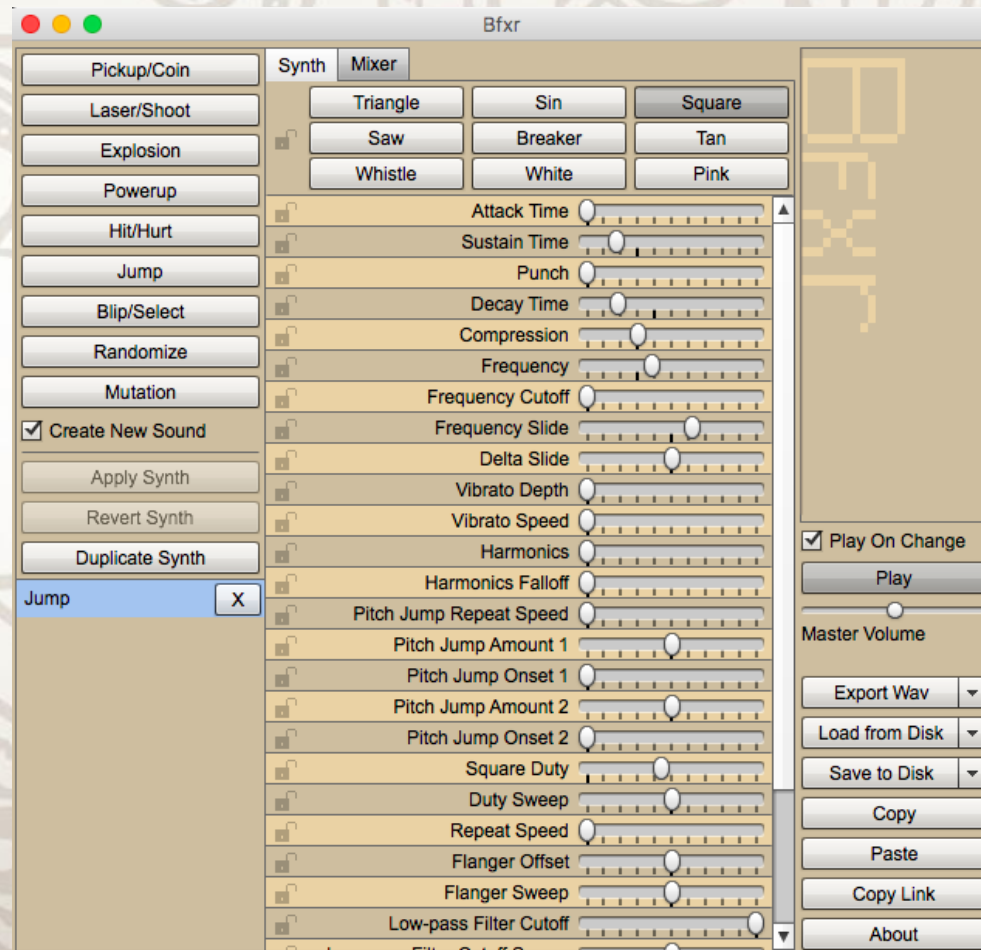 Bfxr
Pickup/Coin
Laser/Shoot
Explosion
Powerup
Hit/Hurt
Jump
Blip/Select
Randomize
Mutation
Create New Sound
Apply Synth
Revert Synth
Duplicate Synth
Jump X
Synth Mixer
Triangle Sin Square
Saw Breaker Tan
Whistle White Pink
Attack Time
Sustain Time
Punch
Decay Time
Compression
Frequency
Frequency Cutoff
Frequency Slide
Delta Slide
Vibrato Depth
Vibrato Speed
Harmonics
Harmonics Falloff
Pitch Jump Repeat Speed
Pitch Jump Amount 1
Pitch Jump Onset 1
Pitch Jump Amount 2
Pitch Jump Onset 2
Square Duty
Duty Sweep
Repeat Speed
Flanger Offset
Flanger Sweep
Low-pass Filter Cutoff
Bfxr
Play On Change
Play
Master Volume
Export Wav
Load from Disk
Save to Disk
Copy
Paste
Copy Link
About